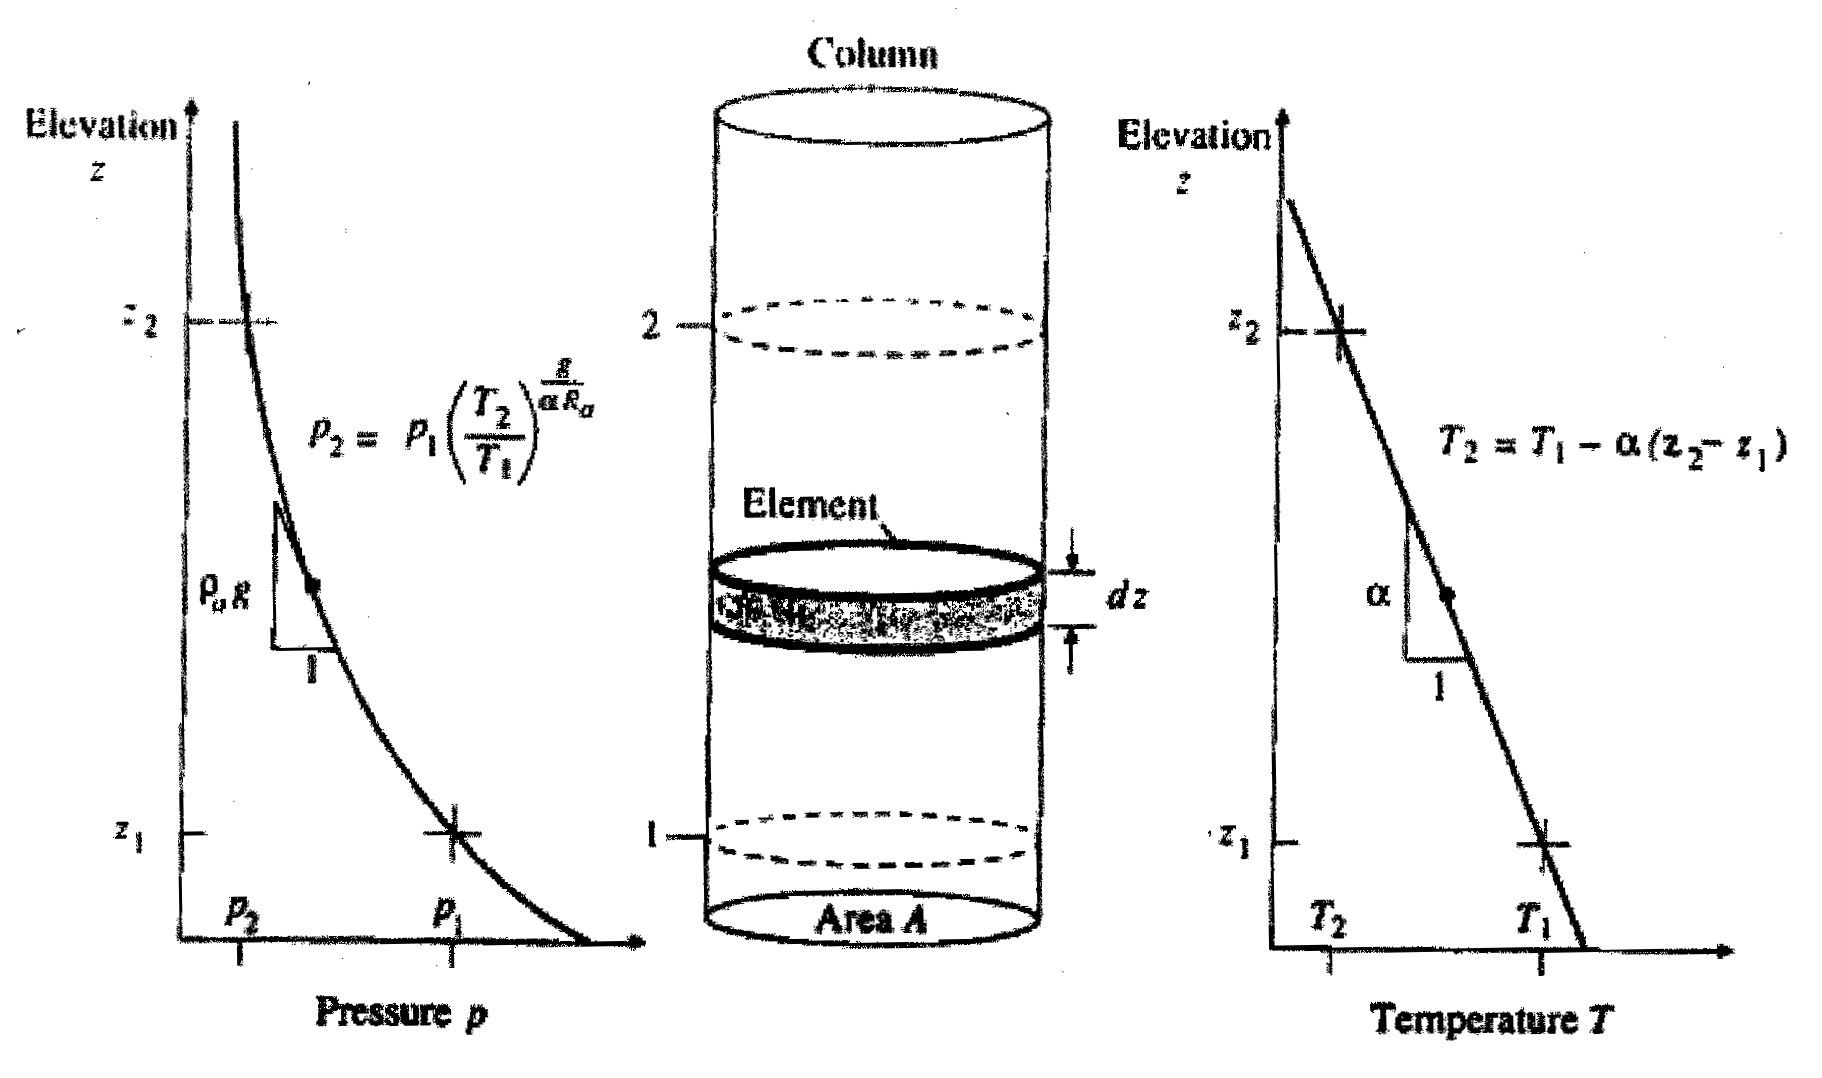 Column
Elevation
z
z₂
p₂ = p₁ (T₂/T₁)^(g/αRₐ)
ρₐg
1
z₁
p₂
p₁
Pressure p
2
Element
dz
1
Area A
Elevation
z
z₂
T₂ = T₁ − α(z₂− z₁)
α
1
z₁
T₂
T₁
Temperature T